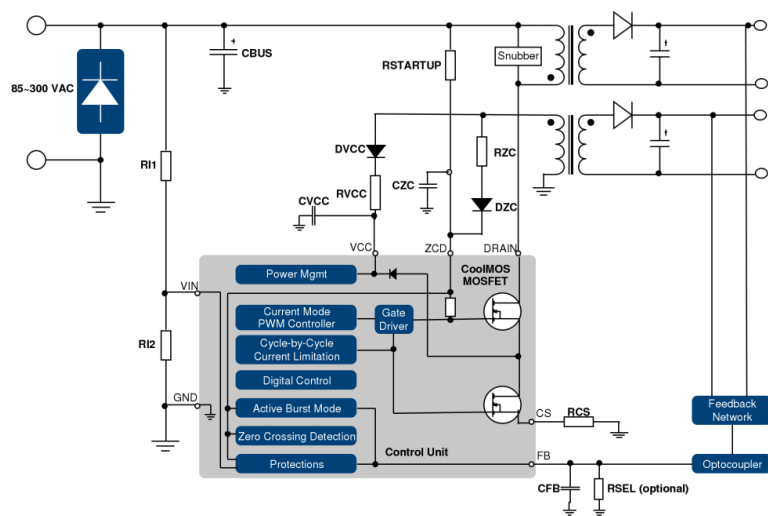 CBUS
+
RSTARTUP
Snubber
85~300 VAC
DVCC
RZC
RI1
RVCC
CZC
DZC
CVCC
VCC
ZCD
DRAIN
CoolMOS
MOSFET
Power Mgmt
VIN
Current Mode
PWM Controller
Gate
Driver
Cycle-by-Cycle
Current Limitation
RI2
Digital Control
GND
Active Burst Mode
CS
RCS
Feedback
Network
Zero Crossing Detection
Control Unit
FB
Protections
Optocoupler
CFB
RSEL (optional)